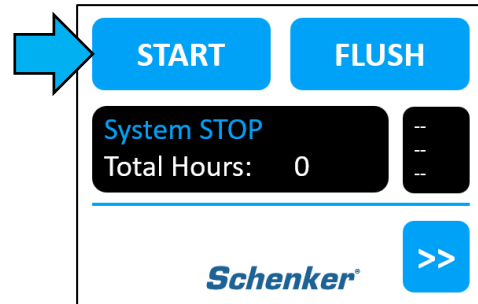 START FLUSH
System STOP
Total Hours: 0
--
--
--
>>
Schenker®